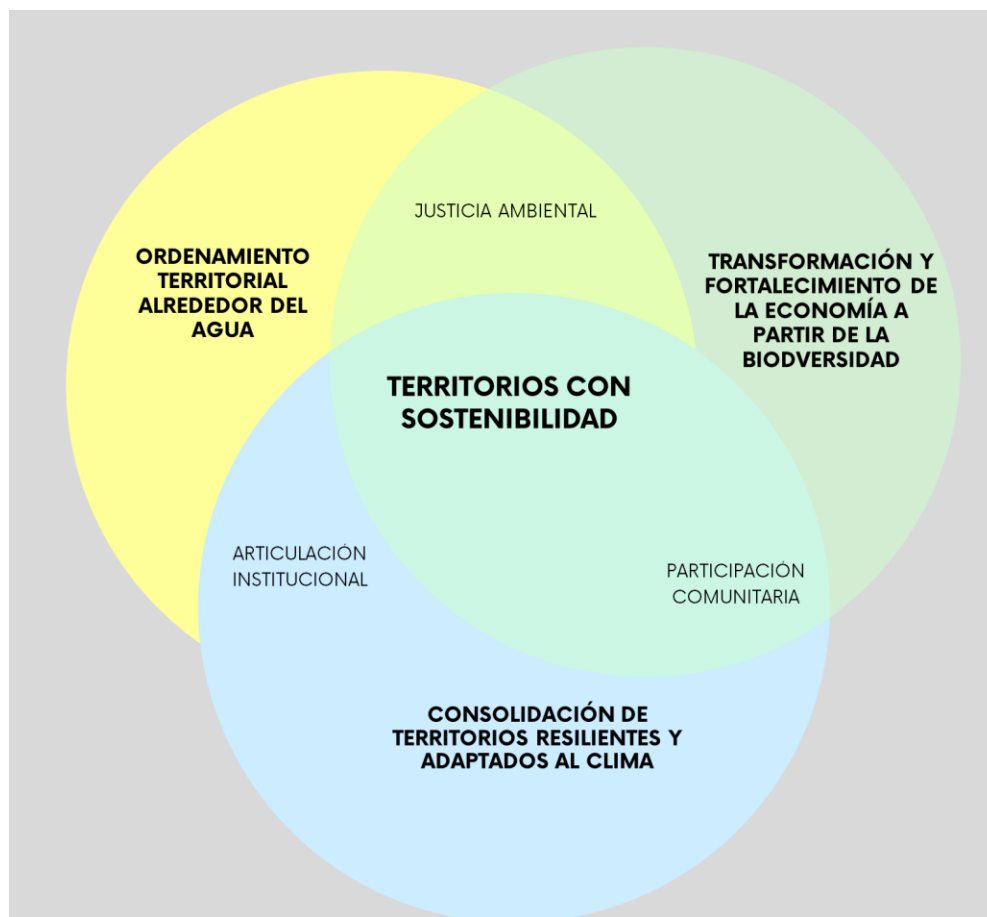 JUSTICIA AMBIENTAL
ORDENAMIENTO
TERRITORIAL
ALREDEDOR DEL
AGUA
TRANSFORMACIÓN Y
FORTALECIMIENTO DE
LA ECONOMÍA A
PARTIR DE LA
BIODVERSIDAD
TERRITORIOS CON
SOSTENIBILIDAD
ARTICULACIÓN
INSTITUCIONAL
PARTICIPACIÓN
COMUNITARIA
CONSOLIDACIÓN DE
TERRITORIOS RESILIENTES Y
ADAPTADOS AL CLIMA